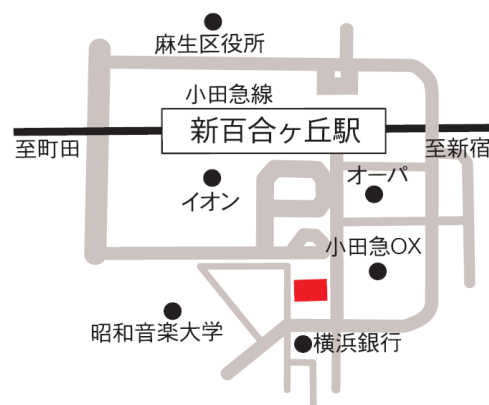 麻生区役所
小田急線
新百合ヶ丘駅
至町田
至新宿
イオン
オーパ
小田急OX
昭和音楽大学
横浜銀行